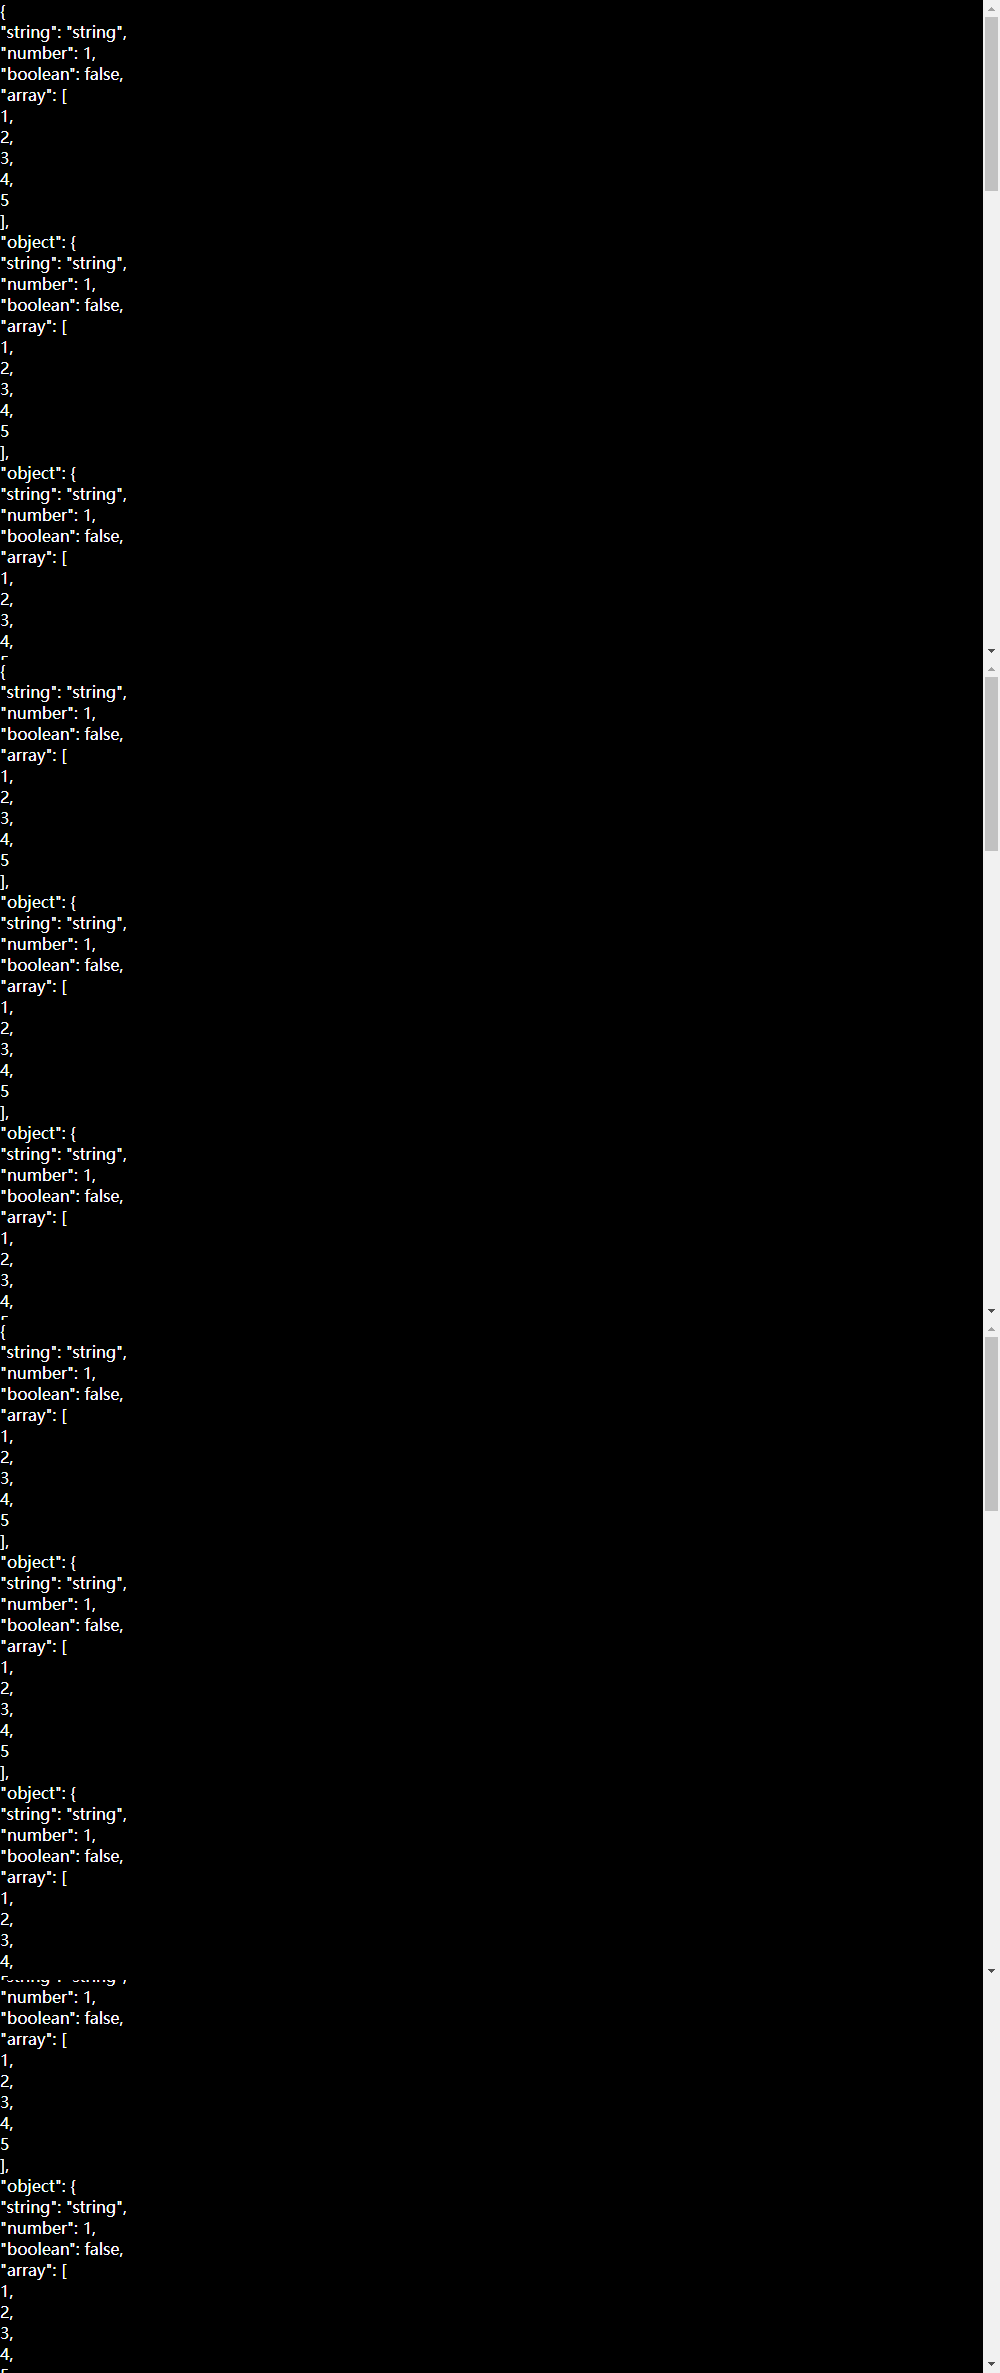 {
"string": "string",
"number": 1,
"boolean": false,
"array": [
1,
2,
3,
4,
5
],
"object": {
"string": "string",
"number": 1,
"boolean": false,
"array": [
1,
2,
3,
4,
5
],
"object": {
"string": "string",
"number": 1,
"boolean": false,
"array": [
1,
2,
3,
4,
{
"string": "string",
"number": 1,
"boolean": false,
"array": [
1,
2,
3,
4,
5
],
"object": {
"string": "string",
"number": 1,
"boolean": false,
"array": [
1,
2,
3,
4,
5
],
"object": {
"string": "string",
"number": 1,
"boolean": false,
"array": [
1,
2,
3,
4,
{
"string": "string",
"number": 1,
"boolean": false,
"array": [
1,
2,
3,
4,
5
],
"object": {
"string": "string",
"number": 1,
"boolean": false,
"array": [
1,
2,
3,
4,
5
],
"object": {
"string": "string",
"number": 1,
"boolean": false,
"array": [
1,
2,
3,
4,
"number": 1,
"boolean": false,
"array": [
1,
2,
3,
4,
5
],
"object": {
"string": "string",
"number": 1,
"boolean": false,
"array": [
1,
2,
3,
4,